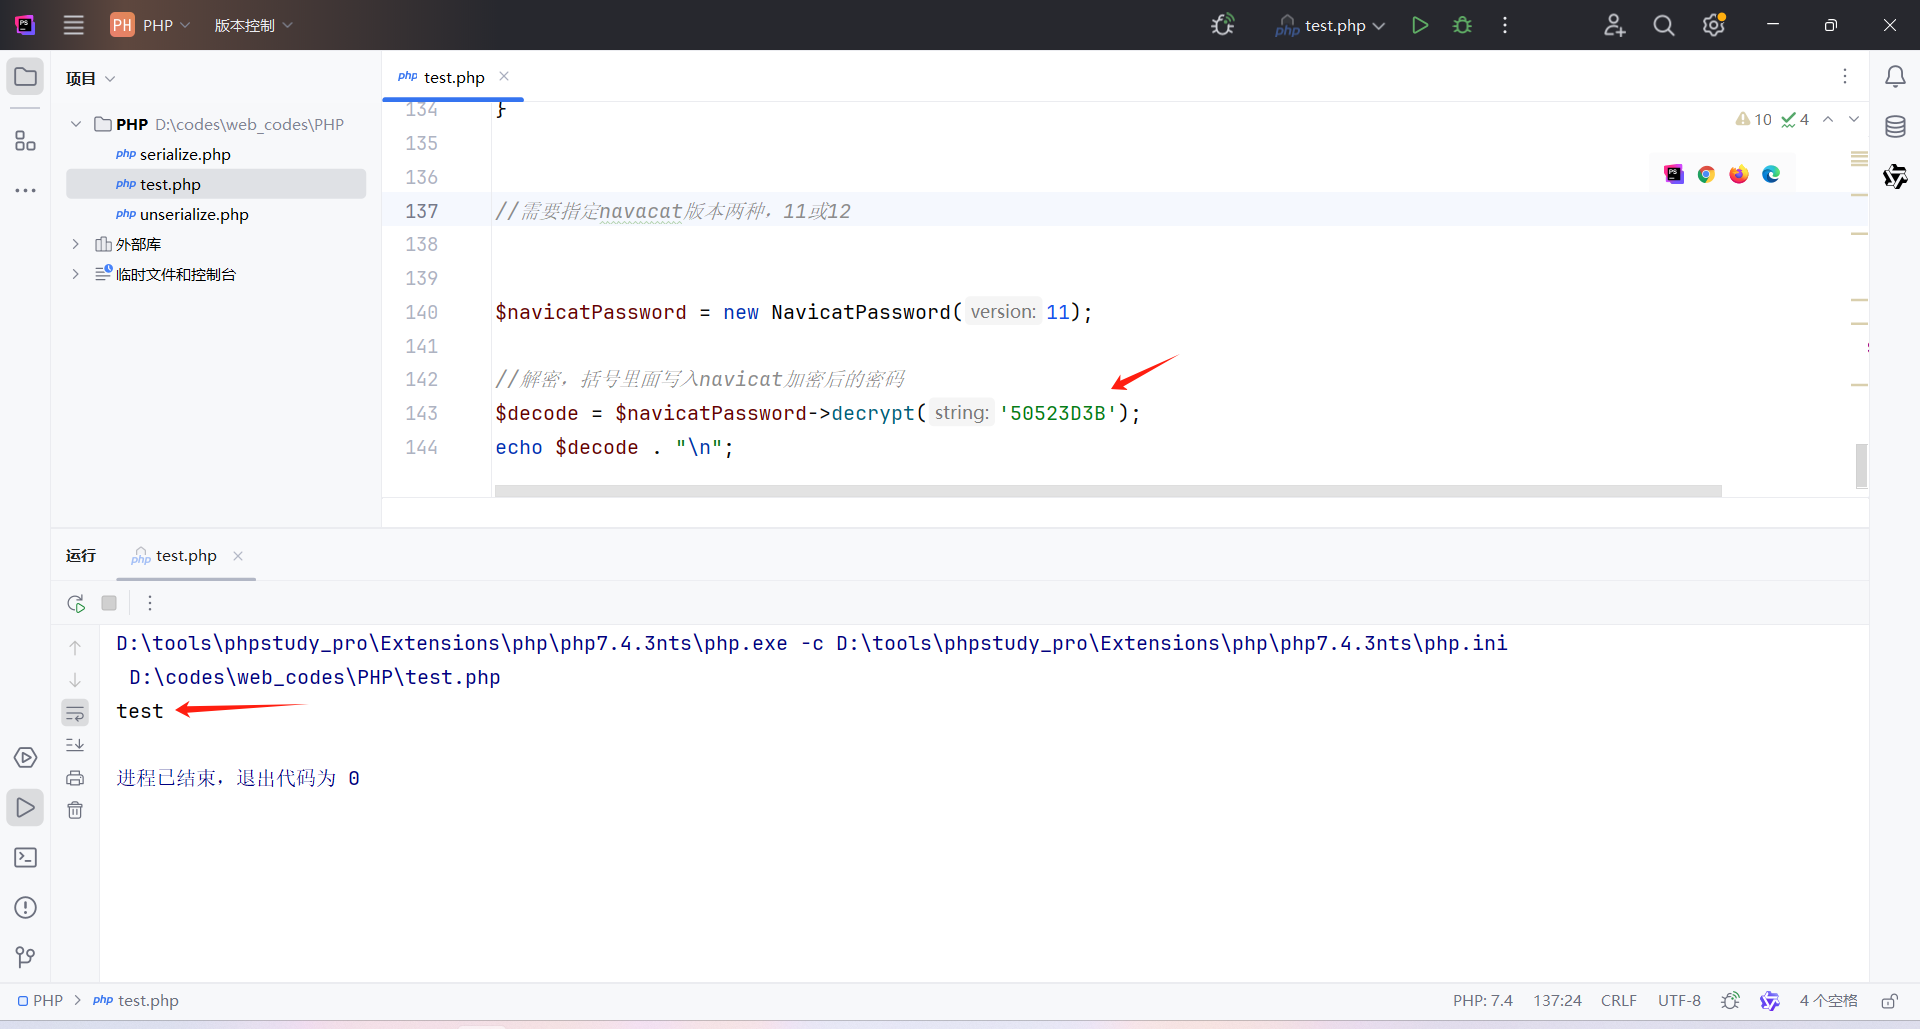 PH PHP 版本控制 php test.php
项目
php test.php
PHP D:\codes\web_codes\PHP
php serialize.php
php test.php
php unserialize.php
外部库
临时文件和控制台
10 4
134 }
135
136
137 //需要指定navacat版本两种，11或12
138
139
140 $navicatPassword = new NavicatPassword( version: 11);
141
142 //解密，括号里面写入navicat加密后的密码
143 $decode = $navicatPassword->decrypt( string: '50523D3B');
144 echo $decode . "\n";
运行 php test.php
D:\tools\phpstudy_pro\Extensions\php\php7.4.3nts\php.exe -c D:\tools\phpstudy_pro\Extensions\php\php7.4.3nts\php.ini
D:\codes\web_codes\PHP\test.php
test
进程已结束，退出代码为 0
PHP > php test.php PHP: 7.4 137:24 CRLF UTF-8 4 个空格